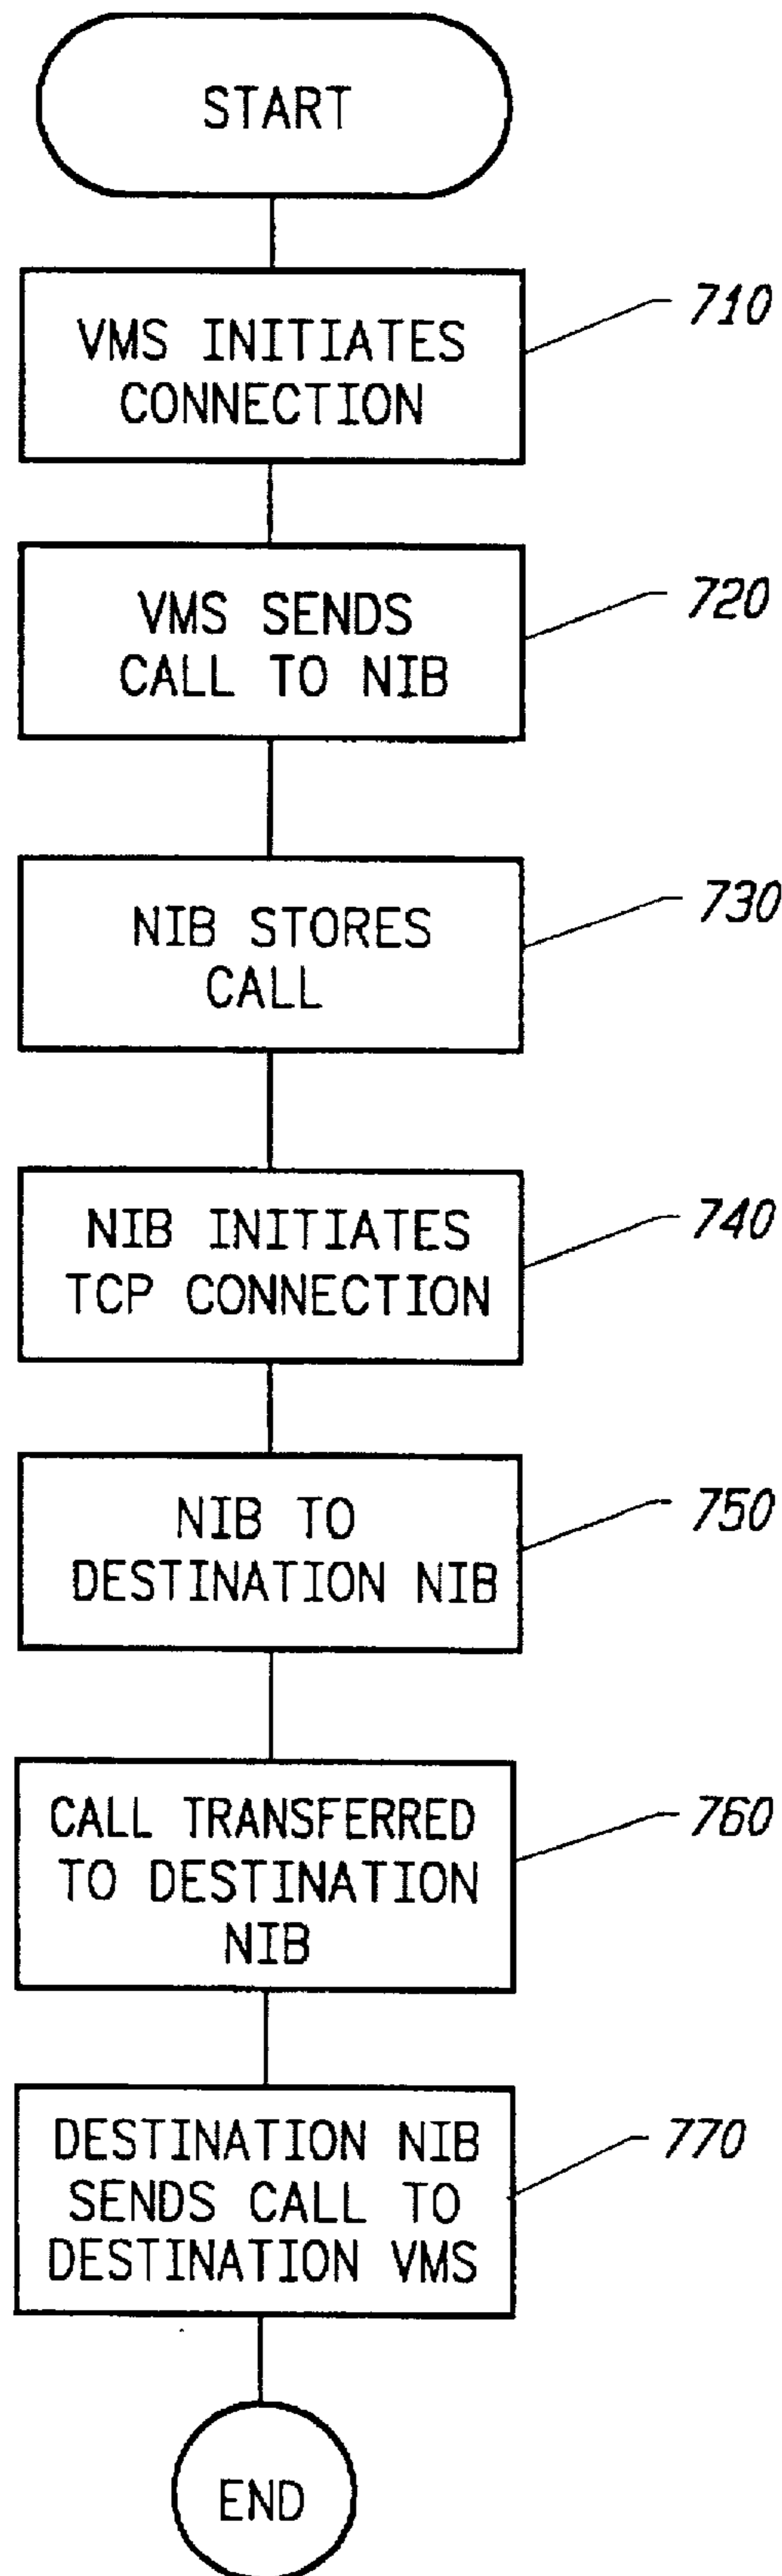 START
VMS INITIATES
CONNECTION
710
VMS SENDS
CALL TO NIB
720
NIB STORES
CALL
730
NIB INITIATES
TCP CONNECTION
740
NIB TO
DESTINATION NIB
750
CALL TRANSFERRED
TO DESTINATION
NIB
760
DESTINATION NIB
SENDS CALL TO
DESTINATION VMS
770
END